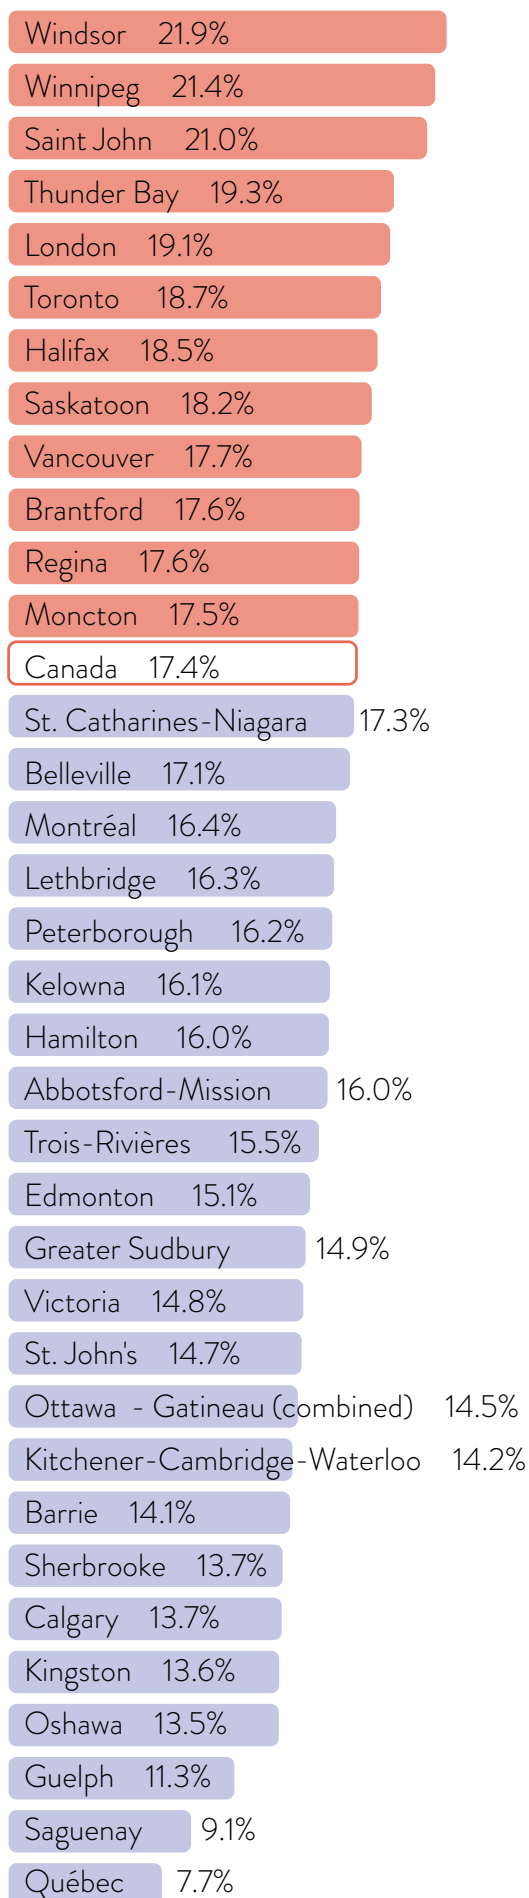 Windsor 21.9%
Winnipeg 21.4%
Saint John 21.0%
Thunder Bay 19.3%
London 19.1%
Toronto 18.7%
Halifax 18.5%
Saskatoon 18.2%
Vancouver 17.7%
Brantford 17.6%
Regina 17.6%
Moncton 17.5%
Canada 17.4%
St. Catharines-Niagara 17.3%
Belleville 17.1%
Montréal 16.4%
Lethbridge 16.3%
Peterborough 16.2%
Kelowna 16.1%
Hamilton 16.0%
Abbotsford-Mission 16.0%
Trois-Rivières 15.5%
Edmonton 15.1%
Greater Sudbury 14.9%
Victoria 14.8%
St. John's 14.7%
Ottawa - Gatineau (combined) 14.5%
Kitchener-Cambridge-Waterloo 14.2%
Barrie 14.1%
Sherbrooke 13.7%
Calgary 13.7%
Kingston 13.6%
Oshawa 13.5%
Guelph 11.3%
Saguenay 9.1%
Québec 7.7%